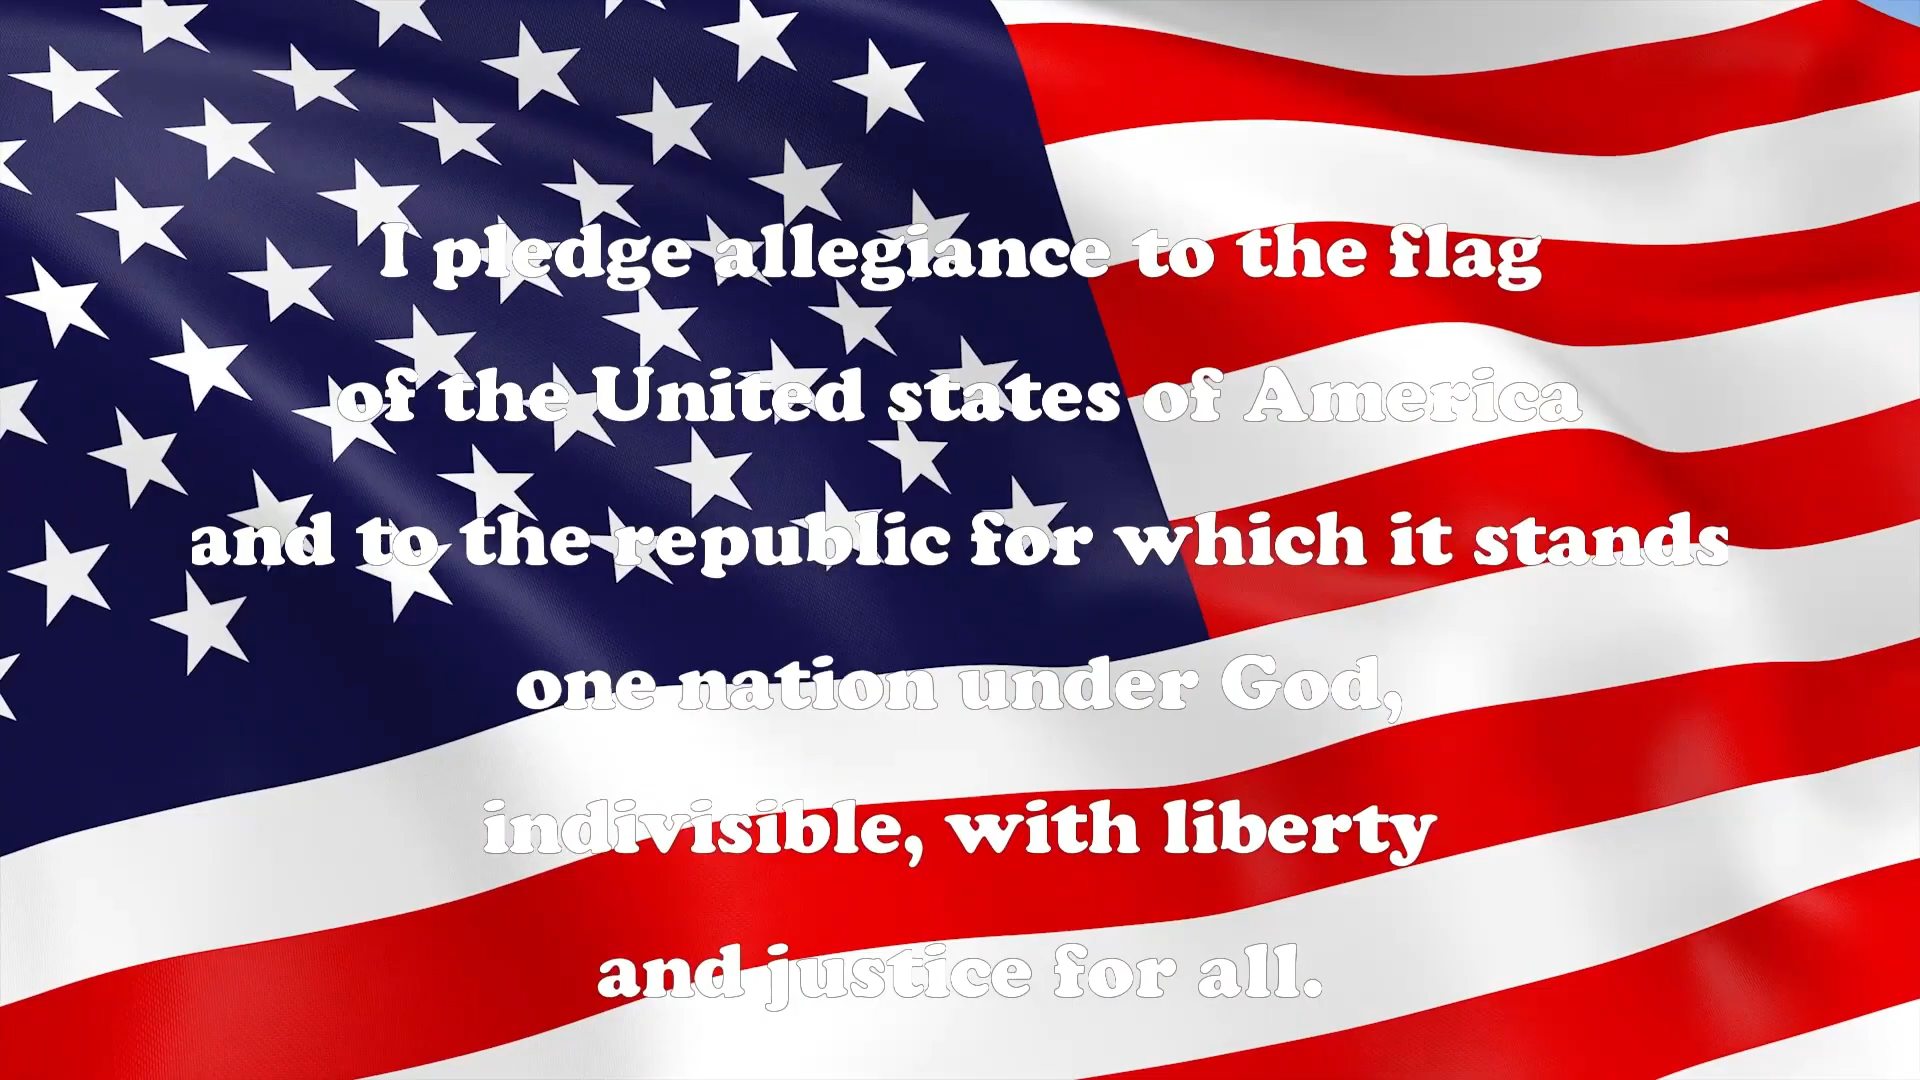 I pledge allegiance to the flag
of the United states of America
and to the republic for which it stands
one nation under God,
indivisible, with liberty
and justice for all.